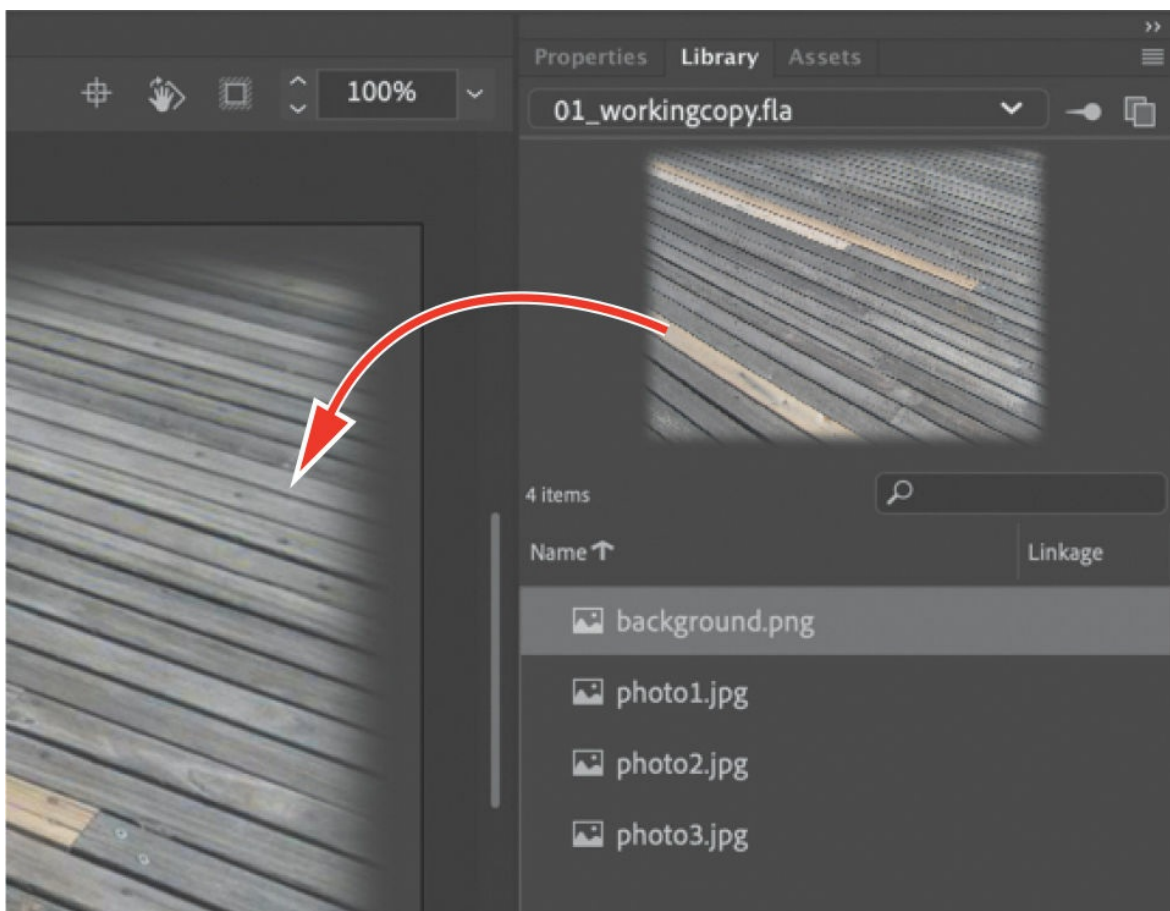 Properties Library Assets
100%
01_workingcopy.fla
4 items
Name Linkage
background.png
photo1.jpg
photo2.jpg
photo3.jpg